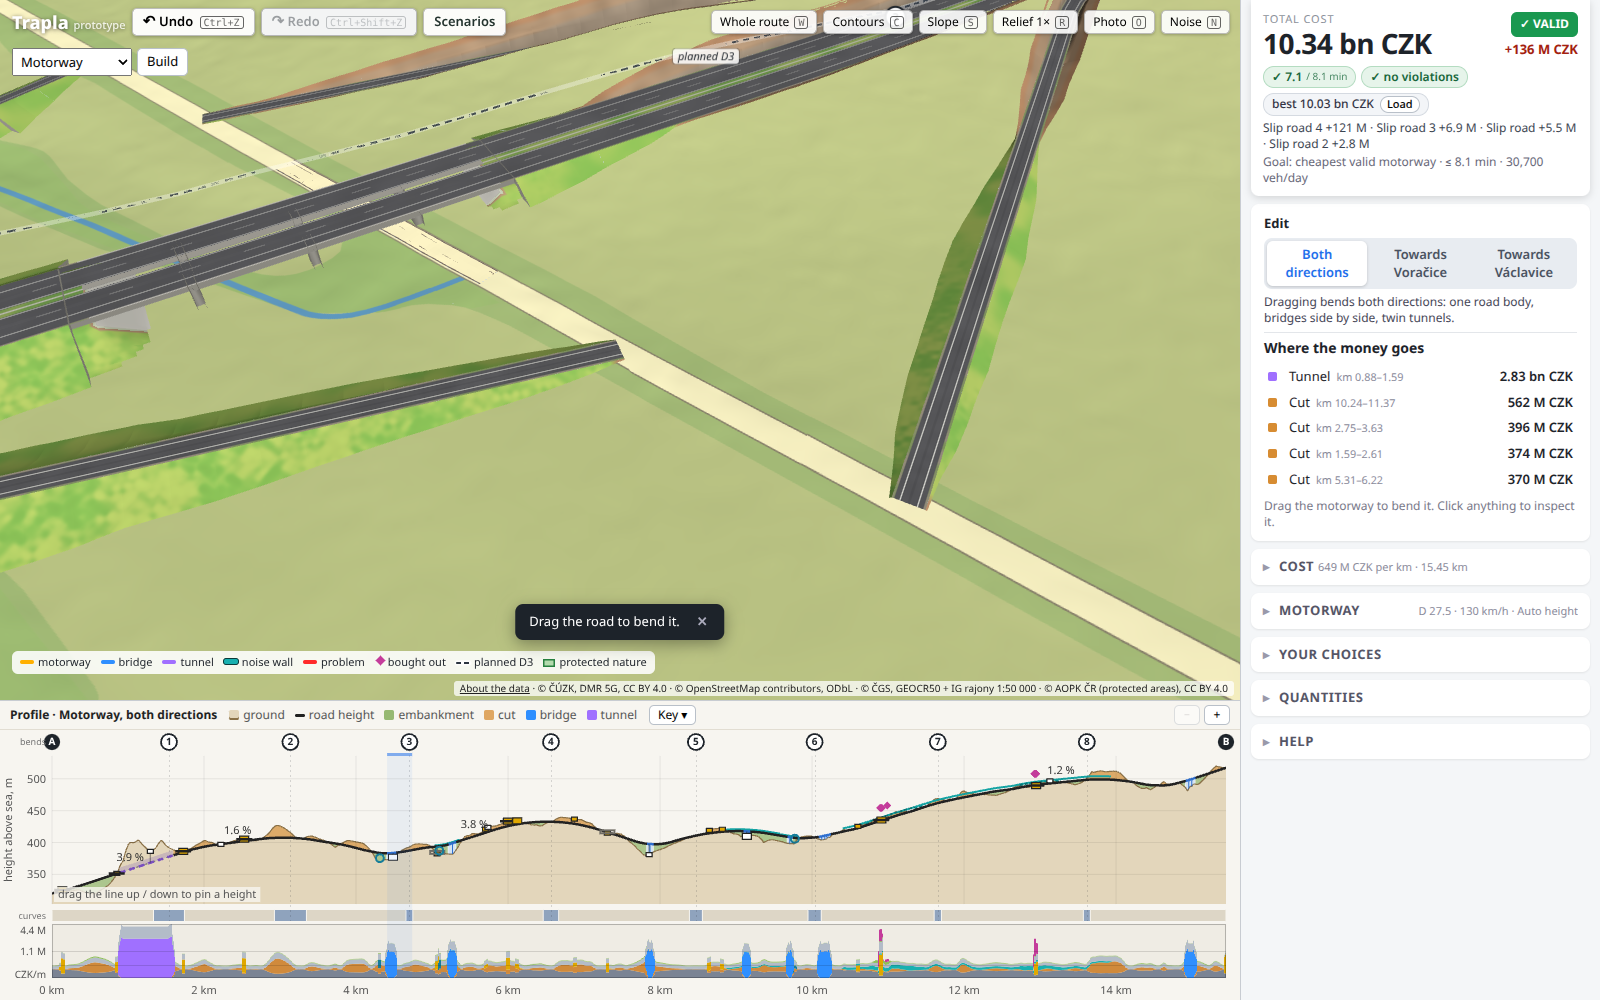 Trapla prototype
↶ Undo Ctrl+Z
↷ Redo Ctrl+Shift+Z
Scenarios
Whole route W
Contours C
Slope S
Relief 1× R
Photo O
Noise N
Motorway
Build
planned D3
Drag the road to bend it. ✕
motorway bridge tunnel noise wall problem bought out planned D3 protected nature
About the data · © ČÚZK, DMR 5G, CC BY 4.0 · © OpenStreetMap contributors, ODbL · © ČGS, GEOCR50 + IG rajony 1:50 000 · © AOPK ČR (protected areas), CC BY 4.0
TOTAL COST
✓ VALID
10.34 bn CZK
+136 M CZK
✓ 7.1 / 8.1 min
✓ no violations
best 10.03 bn CZK Load
Slip road 4 +121 M · Slip road 3 +6.9 M · Slip road +5.5 M
· Slip road 2 +2.8 M
Goal: cheapest valid motorway · ≤ 8.1 min · 30,700
veh/day
Edit
Both
directions
Towards
Voračice
Towards
Václavice
Dragging bends both directions: one road body,
bridges side by side, twin tunnels.
Where the money goes
Tunnel km 0.88–1.59 2.83 bn CZK
Cut km 10.24–11.37 562 M CZK
Cut km 2.75–3.63 396 M CZK
Cut km 1.59–2.61 374 M CZK
Cut km 5.31–6.22 370 M CZK
Drag the motorway to bend it. Click anything to inspect
it.
▶ COST 649 M CZK per km · 15.45 km
▶ MOTORWAY D 27.5 · 130 km/h · Auto height
▶ YOUR CHOICES
▶ QUANTITIES
▶ HELP
Profile · Motorway, both directions ground road height embankment cut bridge tunnel Key ▾ − +
bends A 1 2 3 4 5 6 7 8 B
height above sea, m
500
450
400
350
3.9 %
1.6 %
3.8 %
1.2 %
drag the line up / down to pin a height
curves
4.4 M
1.1 M
CZK/m
0 km 2 km 4 km 6 km 8 km 10 km 12 km 14 km